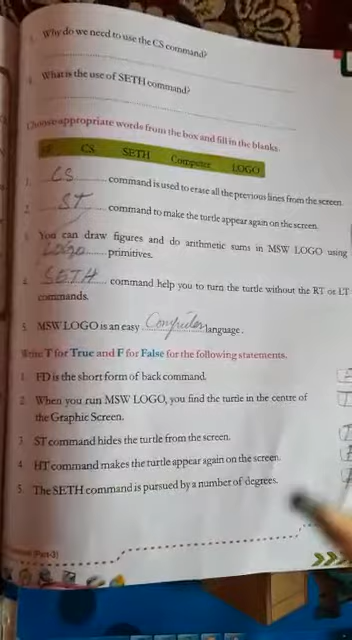 Why do we need to use the CS command?
What is the use of SETH command?
Choose appropriate words from the box and fill in the blanks.
CS SETH Computer LOGO
1. CS command is used to erase all the previous lines from the screen.
2. ST command to make the turtle appear again on the screen.
3. You can draw figures and do arithmetic sums in MSW LOGO using
Logo primitives.
4. SETH command help you to turn the turtle without the RT or LT
commands.
5. MSW LOGO is an easy Computer language.
Write T for True and F for False for the following statements.
1. FD is the short form of back command.
2. When you run MSW LOGO, you find the turtle in the centre of
the Graphic Screen.
3. ST command hides the turtle from the screen.
4. HT command makes the turtle appear again on the screen.
5. The SETH command is pursued by a number of degrees.
(Part-3)